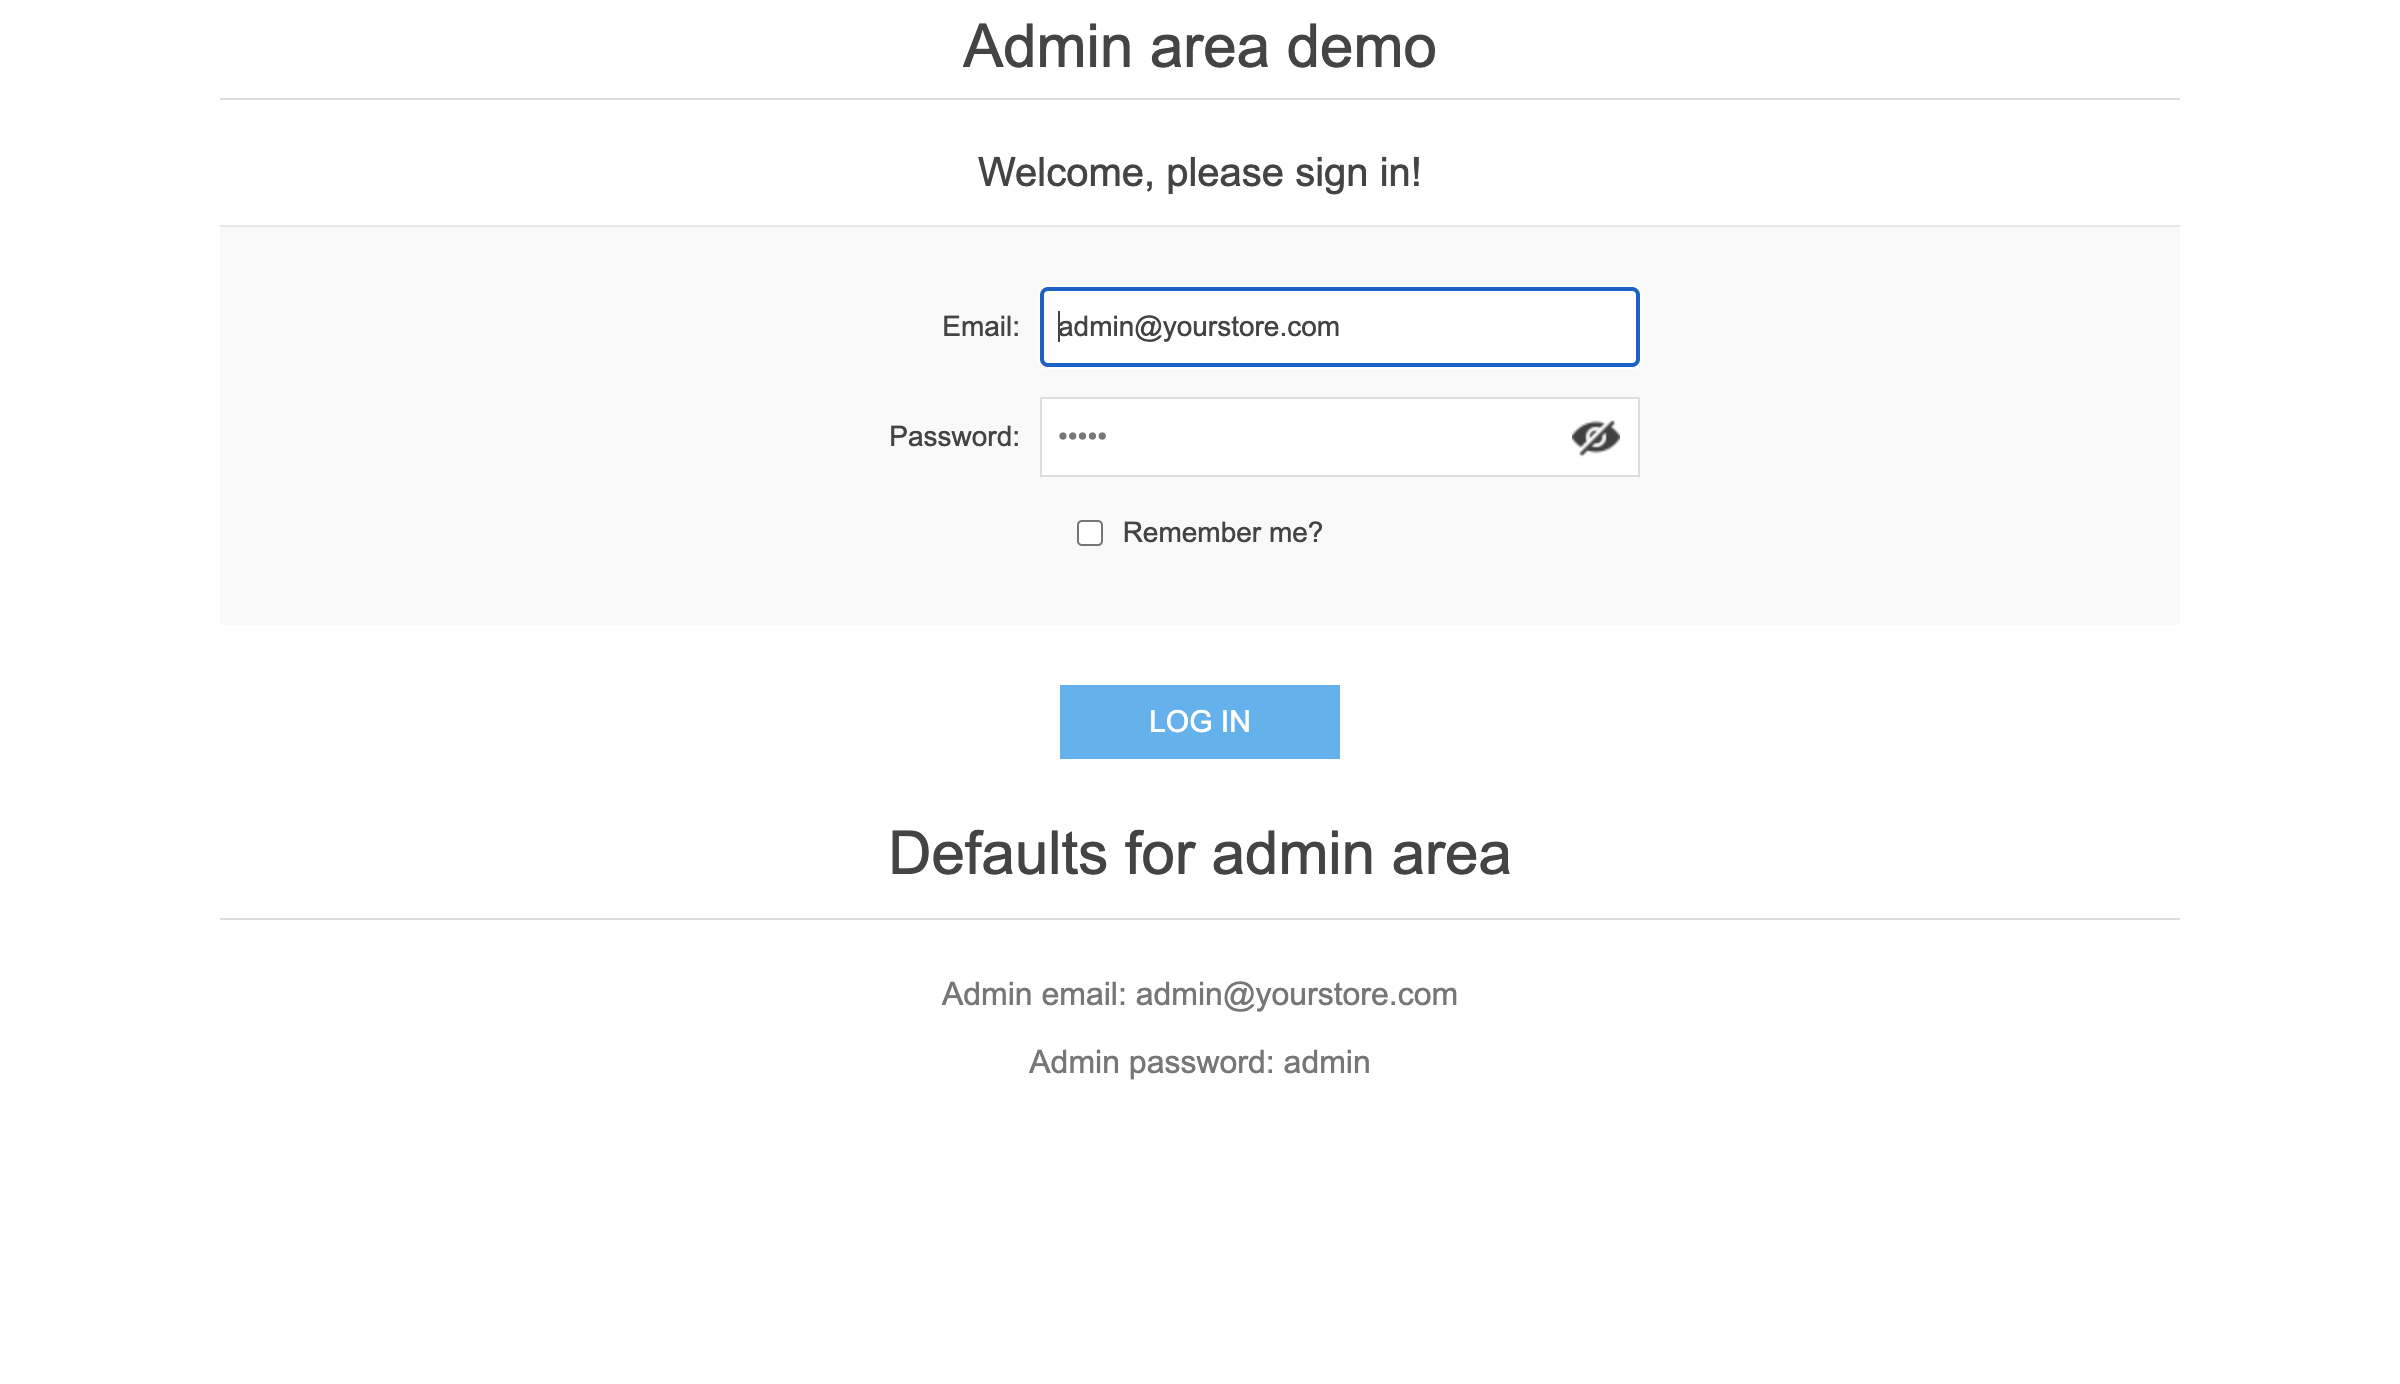 Admin area demo
Welcome, please sign in!
Email: admin@yourstore.com
Password: •••••
Remember me?
LOG IN
Defaults for admin area
Admin email: admin@yourstore.com
Admin password: admin